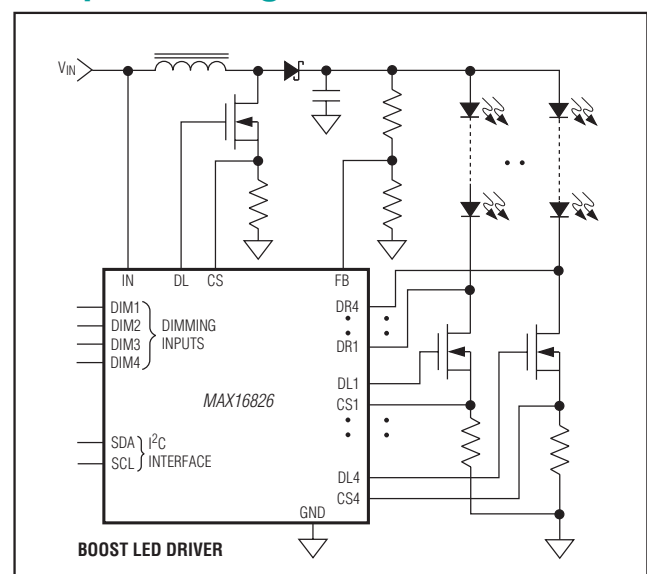 VIN
IN
DL
CS
FB
DIM1
DIM2
DIM3
DIM4
DIMMING
INPUTS
DR4
DR1
DL1
CS1
MAX16826
SDA
SCL
I2C
INTERFACE
DL4
CS4
GND
BOOST LED DRIVER